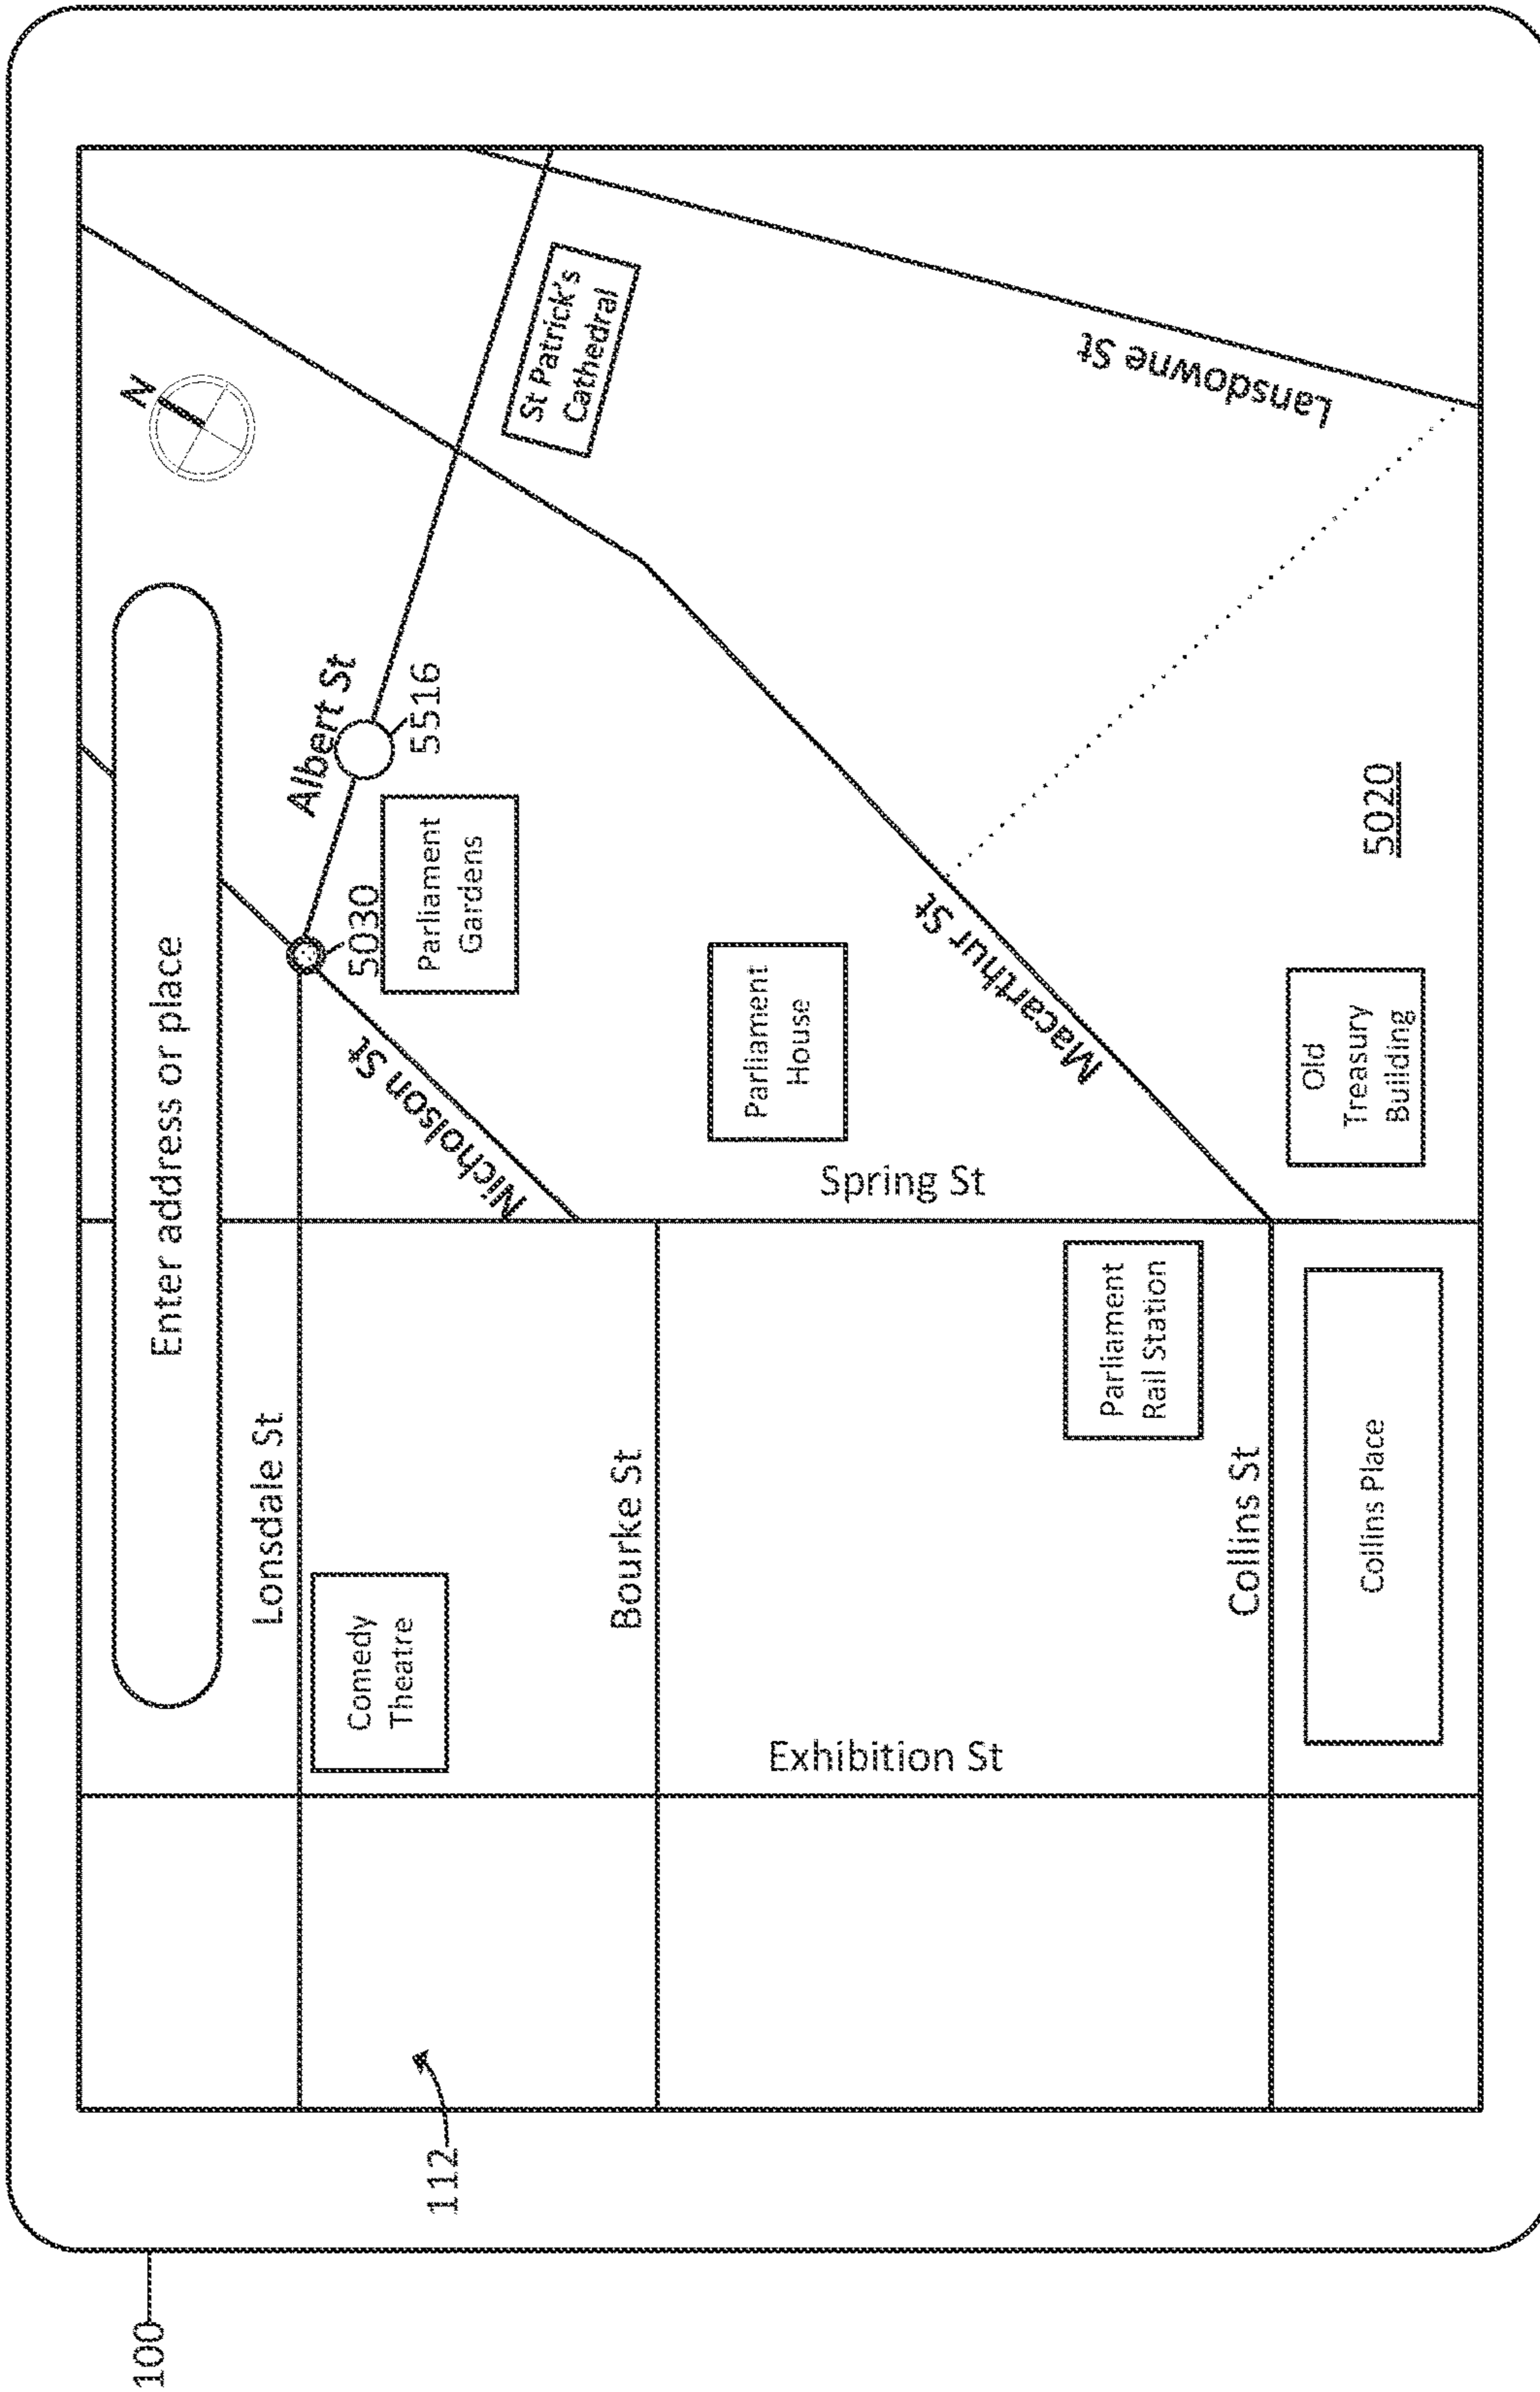 100
112
Enter address or place
N
Lonsdale St
Albert St
5516
5030
Nicholson St
Comedy
Theatre
Parliament
Gardens
St Patrick's
Cathedral
Bourke St
Exhibition St
Spring St
Parliament
House
Macarthur St
Lansdowne St
Parliament
Rail Station
Collins St
Collins Place
Old
Treasury
Building
5020